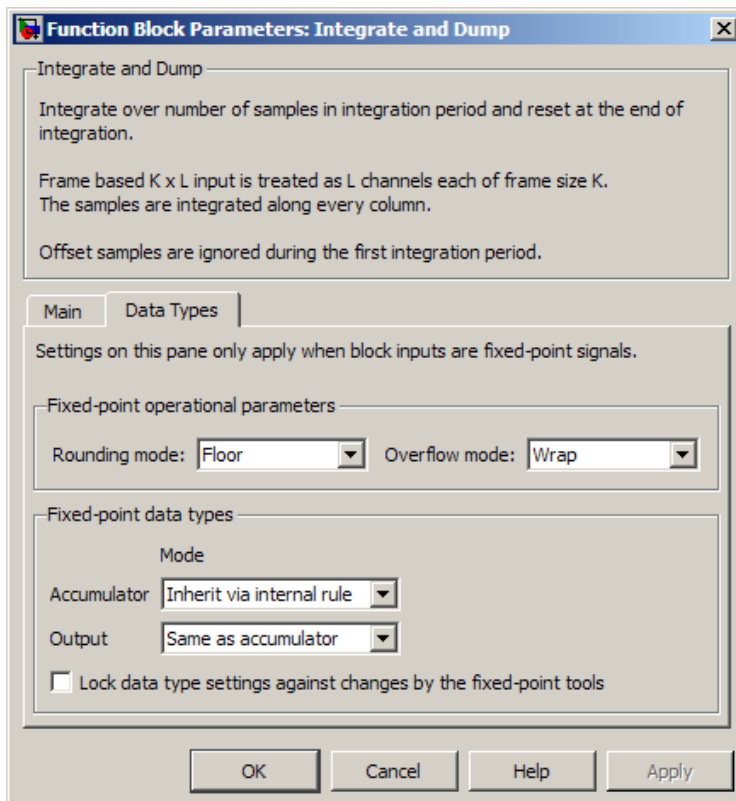 Function Block Parameters: Integrate and Dump
Integrate and Dump
Integrate over number of samples in integration period and reset at the end of
integration.
Frame based K x L input is treated as L channels each of frame size K.
The samples are integrated along every column.
Offset samples are ignored during the first integration period.
Main Data Types
Settings on this pane only apply when block inputs are fixed-point signals.
Fixed-point operational parameters
Rounding mode: Floor Overflow mode: Wrap
Fixed-point data types
Mode
Accumulator Inherit via internal rule
Output Same as accumulator
Lock data type settings against changes by the fixed-point tools
OK Cancel Help Apply